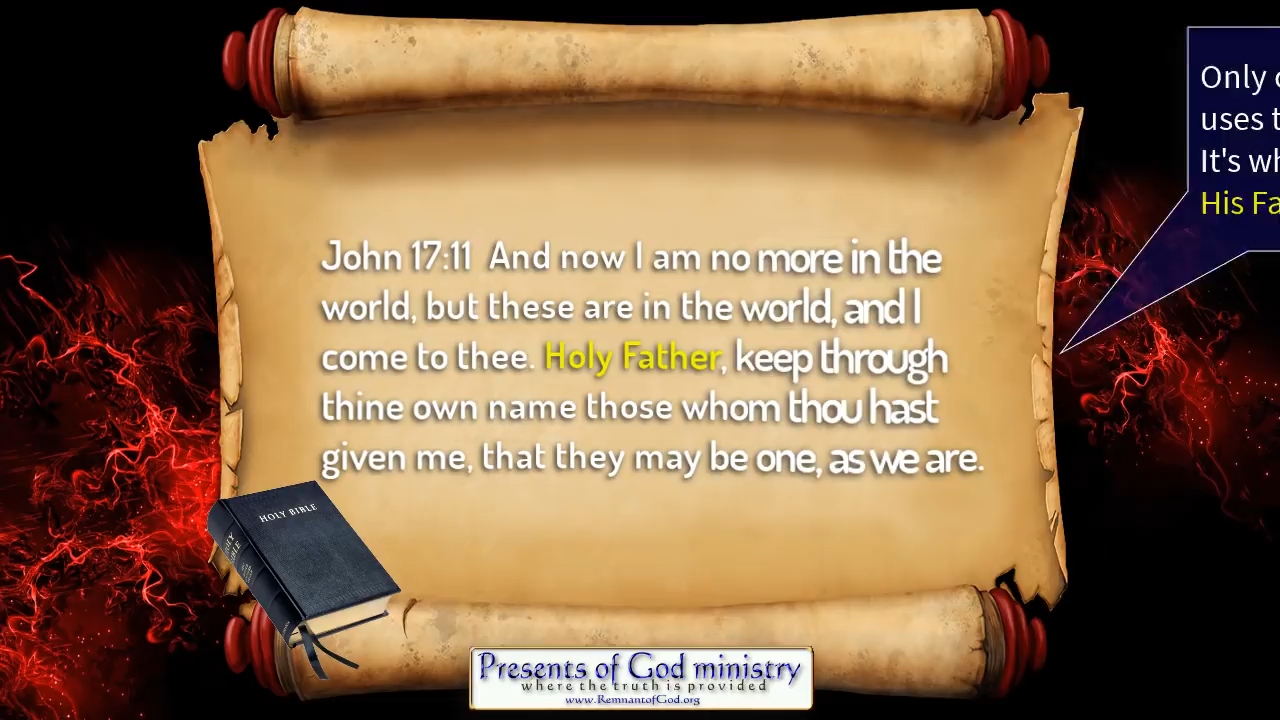 Only
uses
It's
His
John 17:11 And now I am no more in the
world, but these are in the world, and I
come to thee. Holy Father, keep through
thine own name those whom thou hast
given me, that they may be one, as we are.
HOLY BIBLE
HOLY BIBLE
Presents of God ministry
where the truth is provided
www.RemnantofGod.org